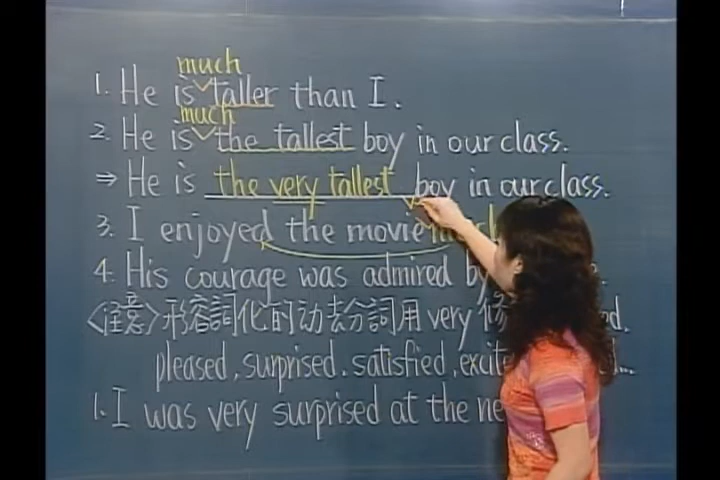 much
1. He is taller than I.
much
2. He is the tallest boy in our class.
⇒ He is the very tallest boy in our class.
3. I enjoyed the movie
4. His courage was admired by
〈注意〉形容詞化的动去分詞用 very 修
pleased, surprised. satisfied, excite
1. I was very surprised at the ne